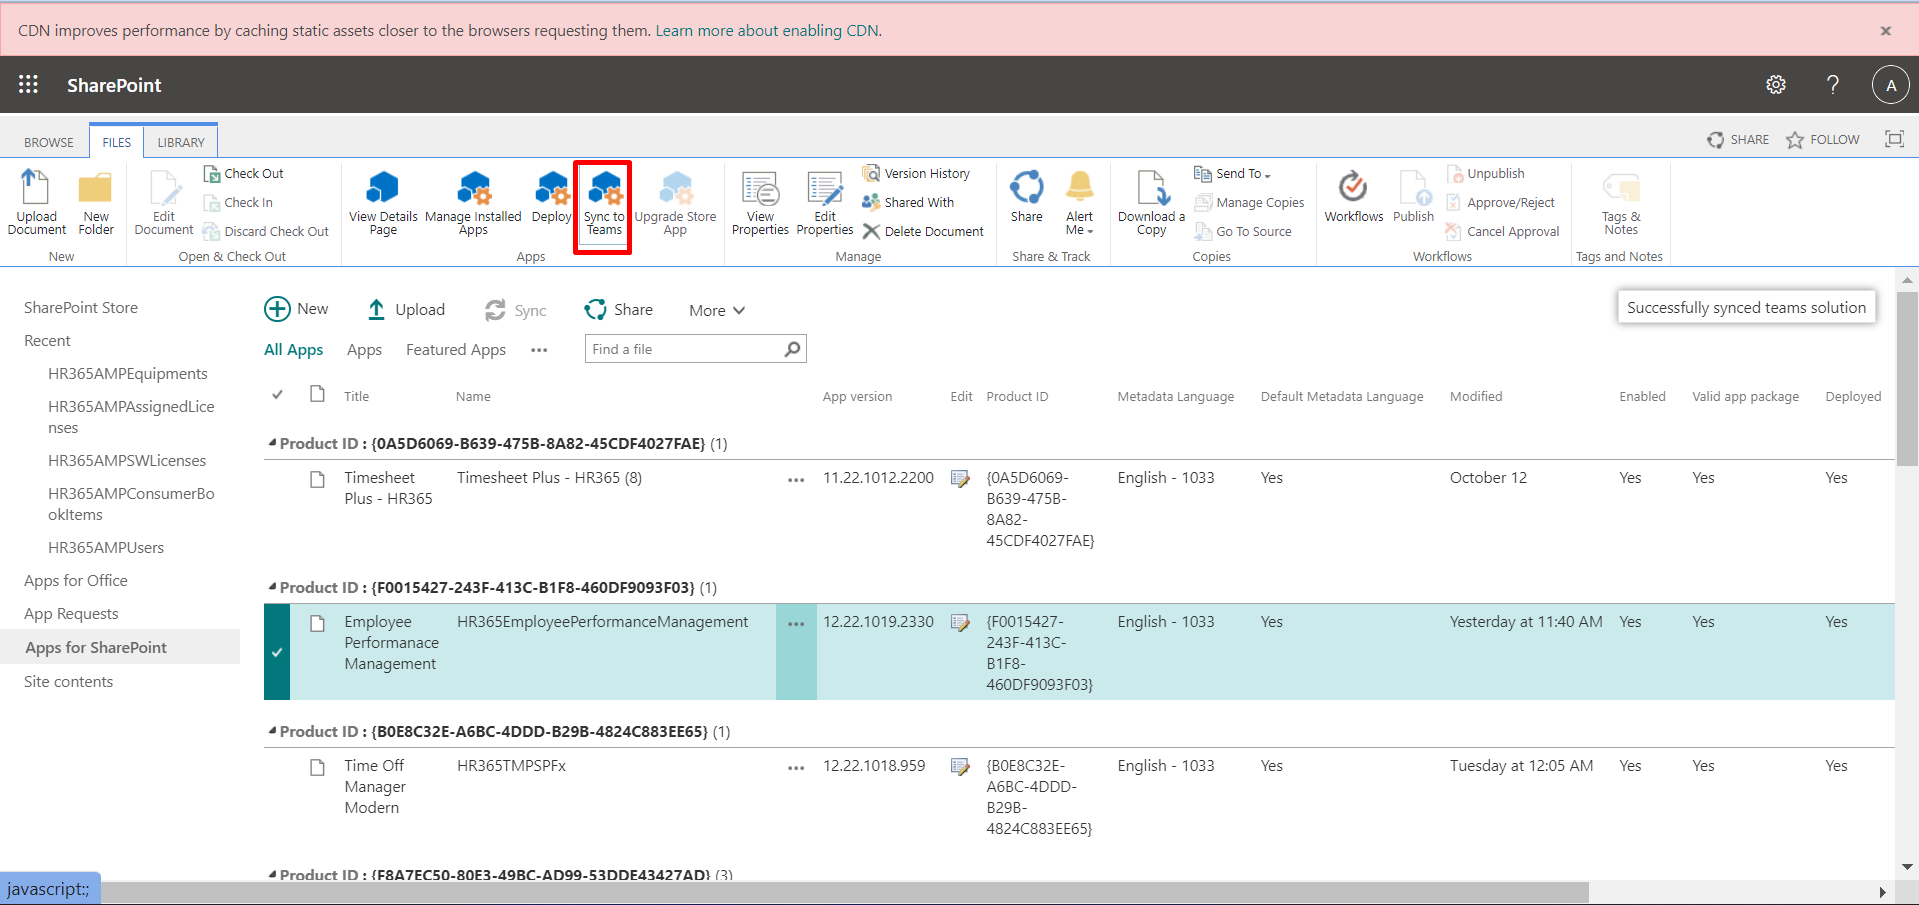 CDN improves performance by caching static assets closer to the browsers requesting them. Learn more about enabling CDN.
SharePoint
A
BROWSE FILES LIBRARY SHARE FOLLOW
Upload Document
New Folder
New
Edit Document
Check Out
Check In
Discard Check Out
Open & Check Out
View Details Page
Manage Installed Apps
Deploy
Sync to Teams
Upgrade Store App
Apps
View Properties
Edit Properties
Version History
Shared With
Delete Document
Manage
Share
Alert Me
Share & Track
Download a Copy
Send To
Manage Copies
Go To Source
Copies
Workflows
Publish
Unpublish
Approve/Reject
Cancel Approval
Workflows
Tags & Notes
Tags and Notes
SharePoint Store
Recent
HR365AMPEquipments
HR365AMPAssignedLice
nses
HR365AMPSWLicenses
HR365AMPConsumerBo
okItems
HR365AMPUsers
Apps for Office
App Requests
Apps for SharePoint
Site contents
New Upload Sync Share More
Successfully synced teams solution
All Apps Apps Featured Apps ... Find a file
Title Name App version Edit Product ID Metadata Language Default Metadata Language Modified Enabled Valid app package Deployed
Product ID : {0A5D6069-B639-475B-8A82-45CDF4027FAE} (1)
Timesheet Plus - HR365 (8) ... 11.22.1012.2200 English - 1033 Yes October 12 Yes Yes Yes
Timesheet
Plus - HR365
{0A5D6069-
B639-475B-
8A82-
45CDF4027FAE}
Product ID : {F0015427-243F-413C-B1F8-460DF9093F03} (1)
HR365EmployeePerformanceManagement ... 12.22.1019.2330 English - 1033 Yes Yesterday at 11:40 AM Yes Yes Yes
Employee
Performanace
Management
{F0015427-
243F-413C-
B1F8-
460DF9093F03}
Product ID : {B0E8C32E-A6BC-4DDD-B29B-4824C883EE65} (1)
HR365TMPSPFx ... 12.22.1018.959 English - 1033 Yes Tuesday at 12:05 AM Yes Yes Yes
Time Off
Manager
Modern
{B0E8C32E-
A6BC-4DDD-
B29B-
4824C883EE65}
Product ID : {F8A7EC50-80E3-49BC-AD99-53DDE43427AD} (3)
javascript:;